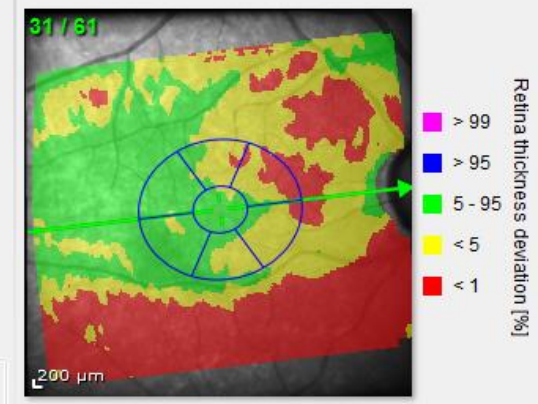 31 / 61
200 µm
> 99
> 95
5 - 95
< 5
< 1
Retina thickness deviation [%]